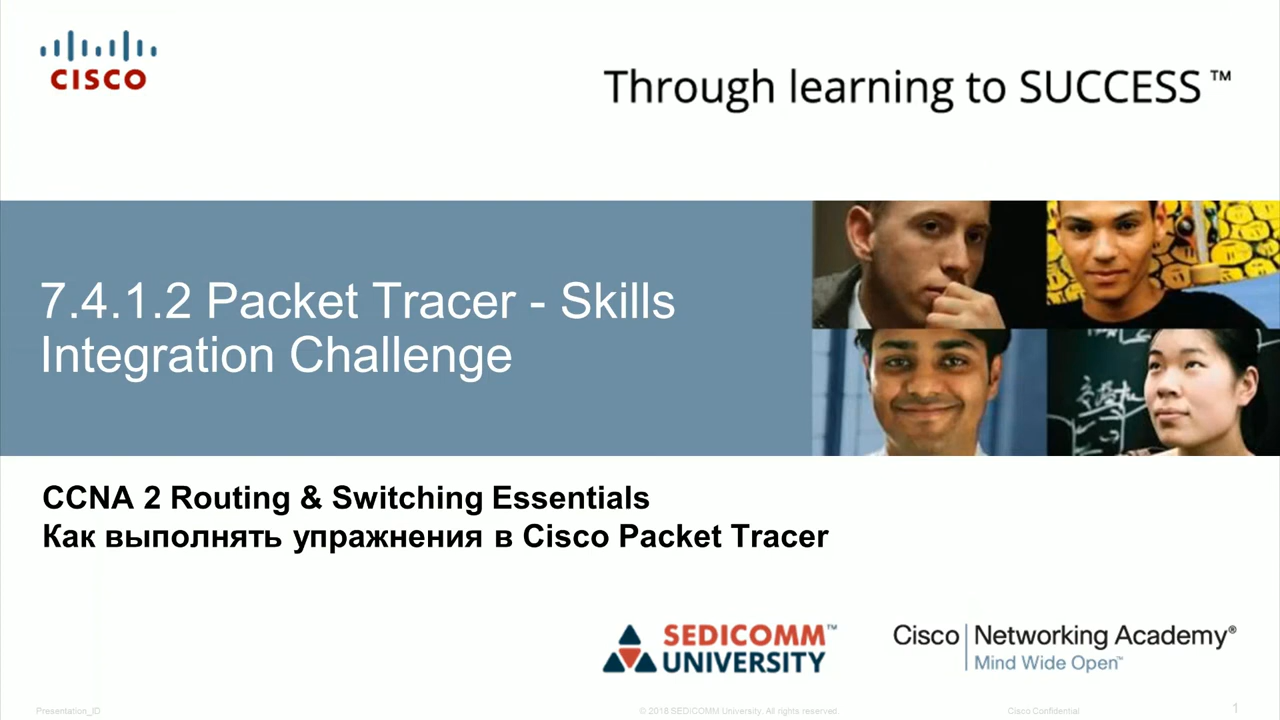 CISCO
Through learning to SUCCESS™
7.4.1.2 Packet Tracer - Skills
Integration Challenge
CCNA 2 Routing & Switching Essentials
Как выполнять упражнения в Cisco Packet Tracer
SEDICOMM™
UNIVERSITY
Cisco Networking Academy®
Mind Wide Open™
Presentation_ID
© 2018 SEDICOMM University. All rights reserved.
Cisco Confidential
1